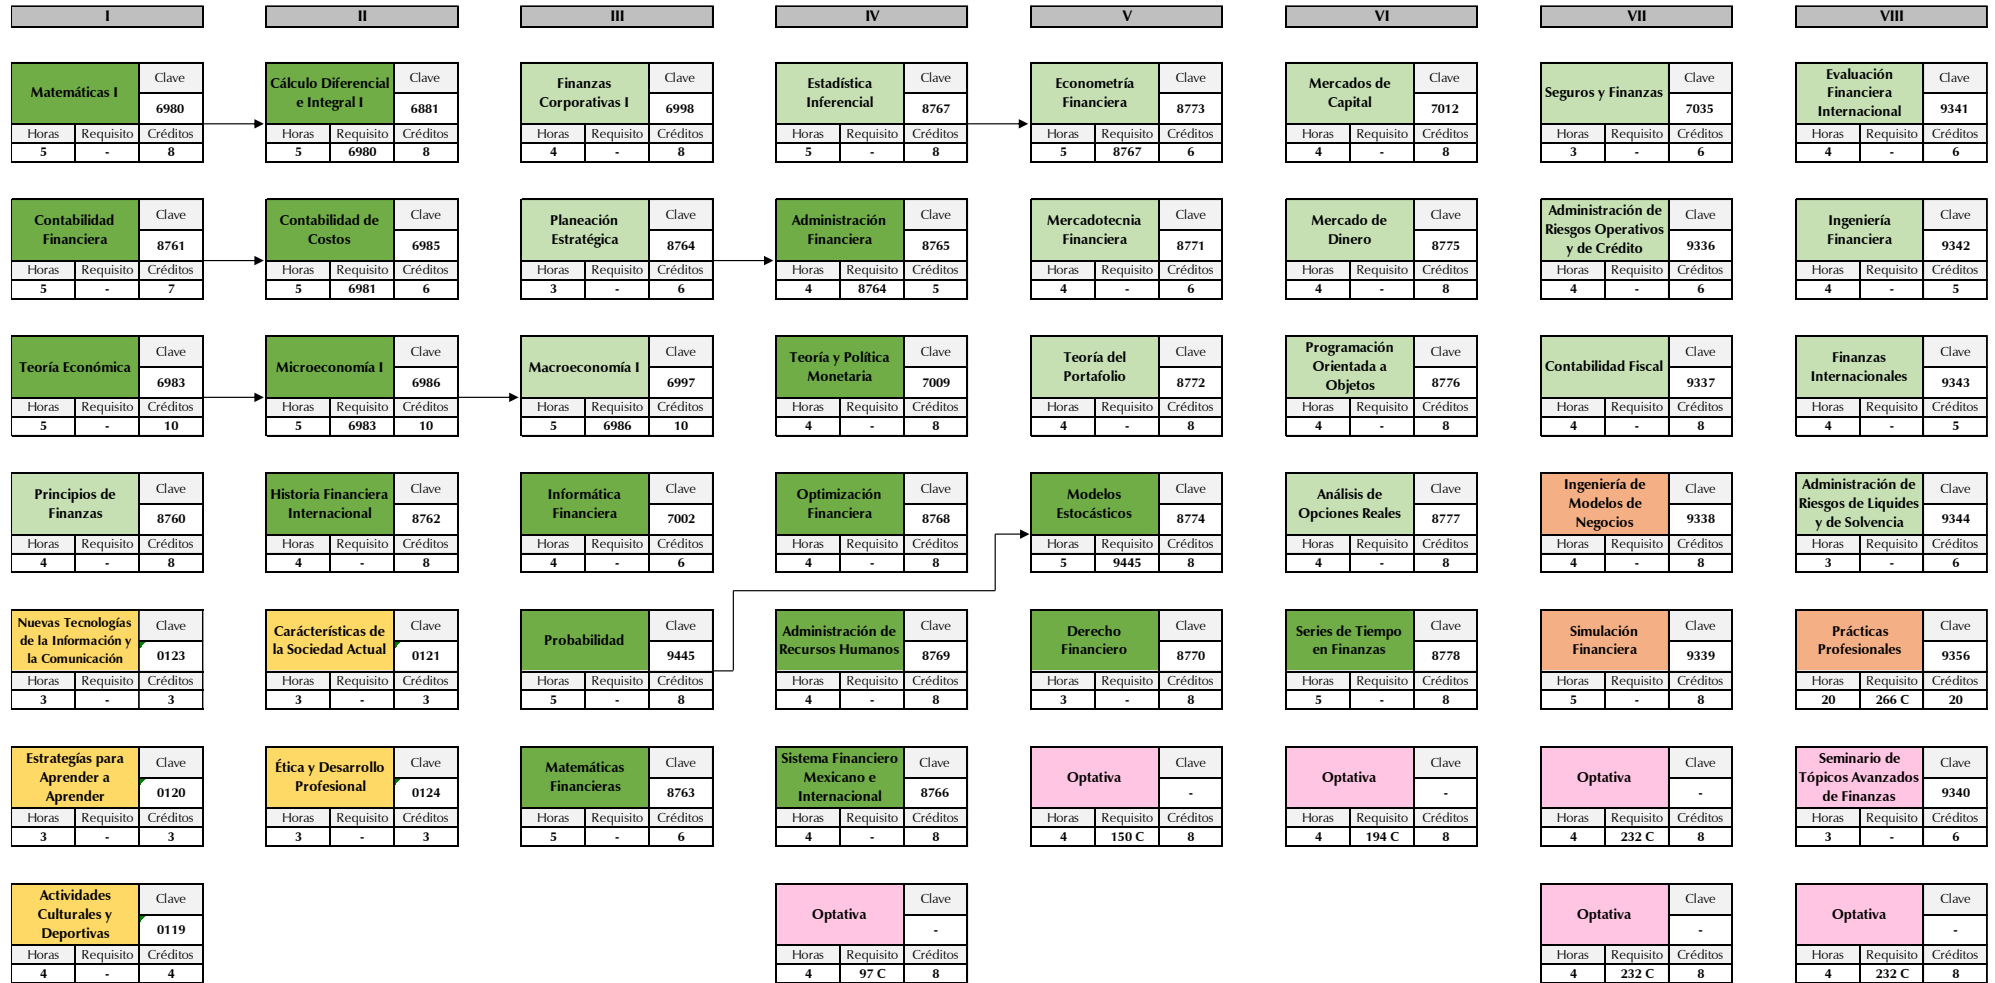 I
Matemáticas I
Clave
6980
Horas Requisito Créditos
5 - 8
Contabilidad
Financiera
Clave
8761
Horas Requisito Créditos
5 - 7
Teoría Económica
Clave
6983
Horas Requisito Créditos
5 - 10
Principios de
Finanzas
Clave
8760
Horas Requisito Créditos
4 - 8
Nuevas Tecnologías
de la Información y
la Comunicación
Clave
0123
Horas Requisito Créditos
3 - 3
Estrategías para
Aprender a
Aprender
Clave
0120
Horas Requisito Créditos
3 - 3
Actividades
Culturales y
Deportivas
Clave
0119
Horas Requisito Créditos
4 - 4
II
Cálculo Diferencial
e Integral I
Clave
6881
Horas Requisito Créditos
5 6980 8
Contabilidad de
Costos
Clave
6985
Horas Requisito Créditos
5 6981 6
Microeconomía I
Clave
6986
Horas Requisito Créditos
5 6983 10
Historia Financiera
Internacional
Clave
8762
Horas Requisito Créditos
4 - 8
Carácterísticas de
la Sociedad Actual
Clave
0121
Horas Requisito Créditos
3 - 3
Ética y Desarrollo
Profesional
Clave
0124
Horas Requisito Créditos
3 - 3
III
Finanzas
Corporativas I
Clave
6998
Horas Requisito Créditos
4 - 8
Planeación
Estratégica
Clave
8764
Horas Requisito Créditos
3 - 6
Macroeconomía I
Clave
6997
Horas Requisito Créditos
5 6986 10
Informática
Financiera
Clave
7002
Horas Requisito Créditos
4 - 6
Probabilidad
Clave
9445
Horas Requisito Créditos
5 - 8
Matemáticas
Financieras
Clave
8763
Horas Requisito Créditos
5 - 6
IV
Estadística
Inferencial
Clave
8767
Horas Requisito Créditos
5 - 8
Administración
Financiera
Clave
8765
Horas Requisito Créditos
4 8764 5
Teoría y Política
Monetaria
Clave
7009
Horas Requisito Créditos
4 - 8
Optimización
Financiera
Clave
8768
Horas Requisito Créditos
4 - 8
Administración de
Recursos Humanos
Clave
8769
Horas Requisito Créditos
4 - 8
Sistema Financiero
Mexicano e
Internacional
Clave
8766
Horas Requisito Créditos
4 - 8
Optativa
Clave
-
Horas Requisito Créditos
4 97 C 8
V
Econometría
Financiera
Clave
8773
Horas Requisito Créditos
5 8767 6
Mercadotecnia
Financiera
Clave
8771
Horas Requisito Créditos
4 - 6
Teoría del
Portafolio
Clave
8772
Horas Requisito Créditos
4 - 8
Modelos
Estocásticos
Clave
8774
Horas Requisito Créditos
5 9445 8
Derecho
Financiero
Clave
8770
Horas Requisito Créditos
3 - 8
Optativa
Clave
-
Horas Requisito Créditos
4 150 C 8
VI
Mercados de
Capital
Clave
7012
Horas Requisito Créditos
4 - 8
Mercado de
Dinero
Clave
8775
Horas Requisito Créditos
4 - 8
Programación
Orientada a
Objetos
Clave
8776
Horas Requisito Créditos
4 - 8
Análisis de
Opciones Reales
Clave
8777
Horas Requisito Créditos
4 - 8
Series de Tiempo
en Finanzas
Clave
8778
Horas Requisito Créditos
5 - 8
Optativa
Clave
-
Horas Requisito Créditos
4 194 C 8
VII
Seguros y Finanzas
Clave
7035
Horas Requisito Créditos
3 - 6
Administración de
Riesgos Operativos
y de Crédito
Clave
9336
Horas Requisito Créditos
4 - 6
Contabilidad Fiscal
Clave
9337
Horas Requisito Créditos
4 - 8
Ingeniería de
Modelos de
Negocios
Clave
9338
Horas Requisito Créditos
4 - 8
Simulación
Financiera
Clave
9339
Horas Requisito Créditos
5 - 8
Optativa
Clave
-
Horas Requisito Créditos
4 232 C 8
Optativa
Clave
-
Horas Requisito Créditos
4 232 C 8
VIII
Evaluación
Financiera
Internacional
Clave
9341
Horas Requisito Créditos
4 - 6
Ingeniería
Financiera
Clave
9342
Horas Requisito Créditos
4 - 5
Finanzas
Internacionales
Clave
9343
Horas Requisito Créditos
4 - 5
Administración de
Riesgos de Liquides
y de Solvencia
Clave
9344
Horas Requisito Créditos
3 - 6
Prácticas
Profesionales
Clave
9356
Horas Requisito Créditos
20 266 C 20
Seminario de
Tópicos Avanzados
de Finanzas
Clave
9340
Horas Requisito Créditos
3 - 6
Optativa
Clave
-
Horas Requisito Créditos
4 232 C 8